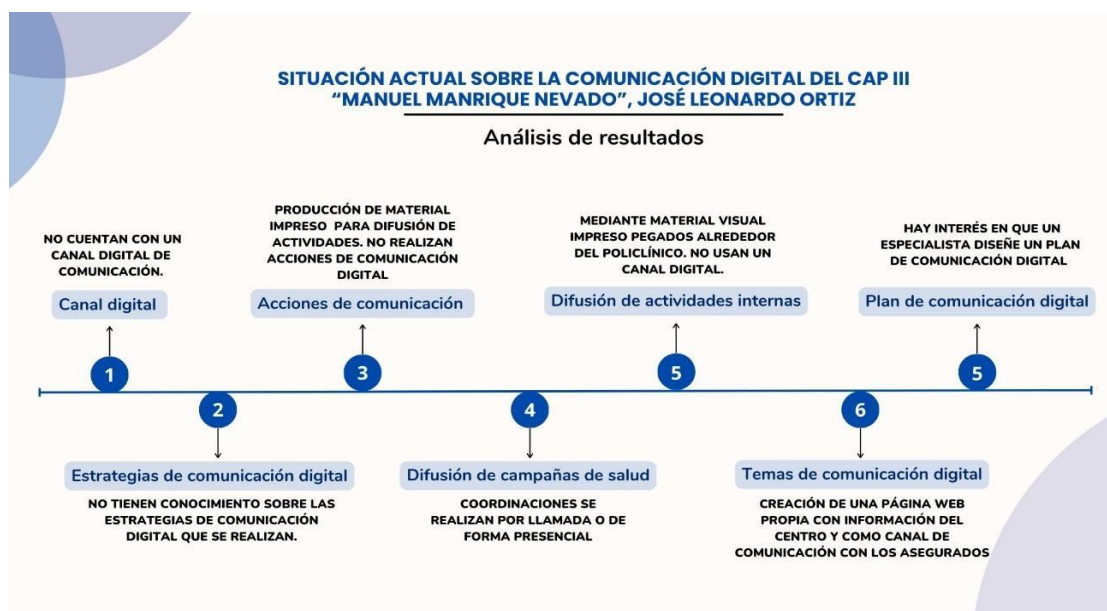 SITUACIÓN ACTUAL SOBRE LA COMUNICACIÓN DIGITAL DEL CAP III
“MANUEL MANRIQUE NEVADO”, JOSÉ LEONARDO ORTIZ
Análisis de resultados
NO CUENTAN CON UN
CANAL DIGITAL DE
COMUNICACIÓN.
Canal digital
1
2
Estrategias de comunicación digital
NO TIENEN CONOCIMIENTO SOBRE LAS
ESTRATEGIAS DE COMUNICACIÓN
DIGITAL QUE SE REALIZAN.
PRODUCCIÓN DE MATERIAL
IMPRESO PARA DIFUSIÓN DE
ACTIVIDADES. NO REALIZAN
ACCIONES DE COMUNICACIÓN
DIGITAL
Acciones de comunicación
3
4
Difusión de campañas de salud
COORDINACIONES SE
REALIZAN POR LLAMADA O DE
FORMA PRESENCIAL
MEDIANTE MATERIAL VISUAL
IMPRESO PEGADOS ALREDEDOR
DEL POLICLÍNICO. NO USAN UN
CANAL DIGITAL.
Difusión de actividades internas
5
6
Temas de comunicación digital
CREACIÓN DE UNA PÁGINA WEB
PROPIA CON INFORMACIÓN DEL
CENTRO Y COMO CANAL DE
COMUNICACIÓN CON LOS ASEGURADOS
HAY INTERÉS EN QUE UN
ESPECIALISTA DISEÑE UN PLAN
DE COMUNICACIÓN DIGITAL
Plan de comunicación digital
5